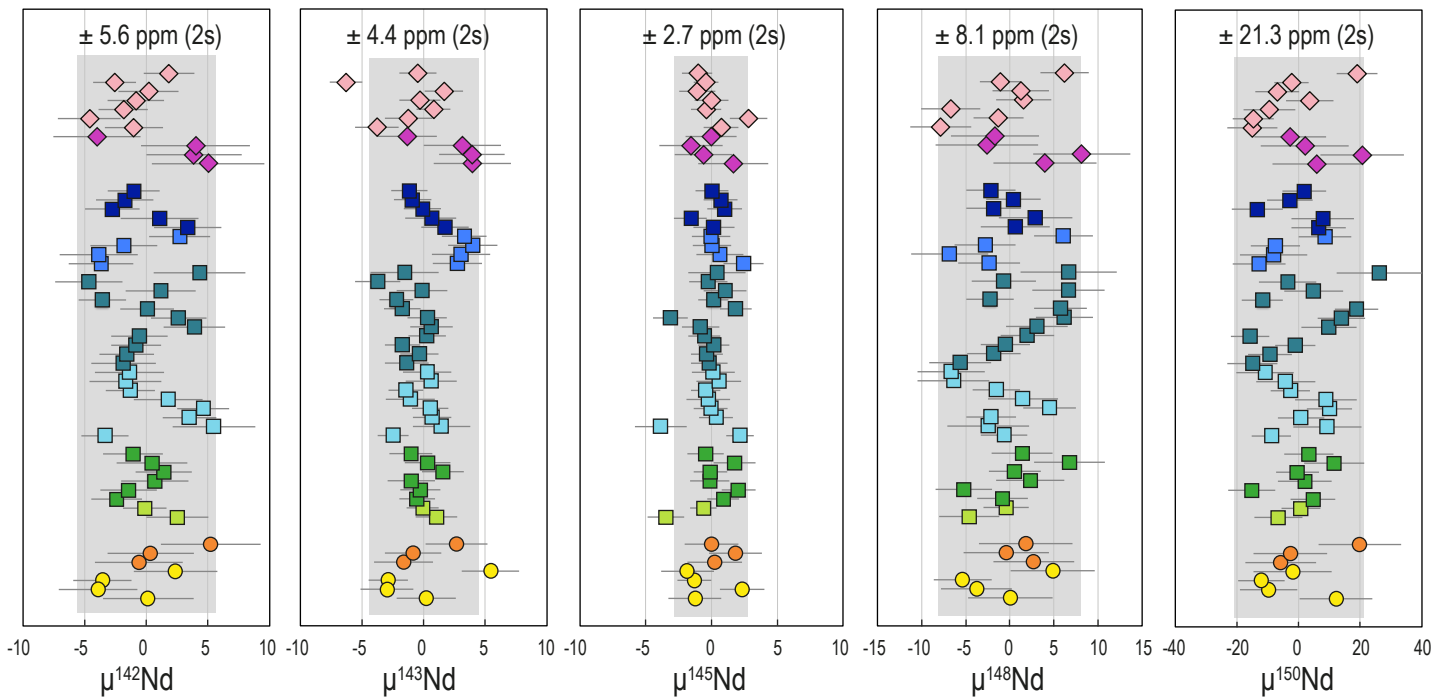 ± 5.6 ppm (2s)
± 4.4 ppm (2s)
± 2.7 ppm (2s)
± 8.1 ppm (2s)
± 21.3 ppm (2s)
-10 -5 0 5 10
-10 -5 0 5 10
-10 -5 0 5 10
-15 -10 -5 0 5 10 15
-40 -20 0 20 40
μ¹⁴²Nd
μ¹⁴³Nd
μ¹⁴⁵Nd
μ¹⁴⁸Nd
μ¹⁵⁰Nd